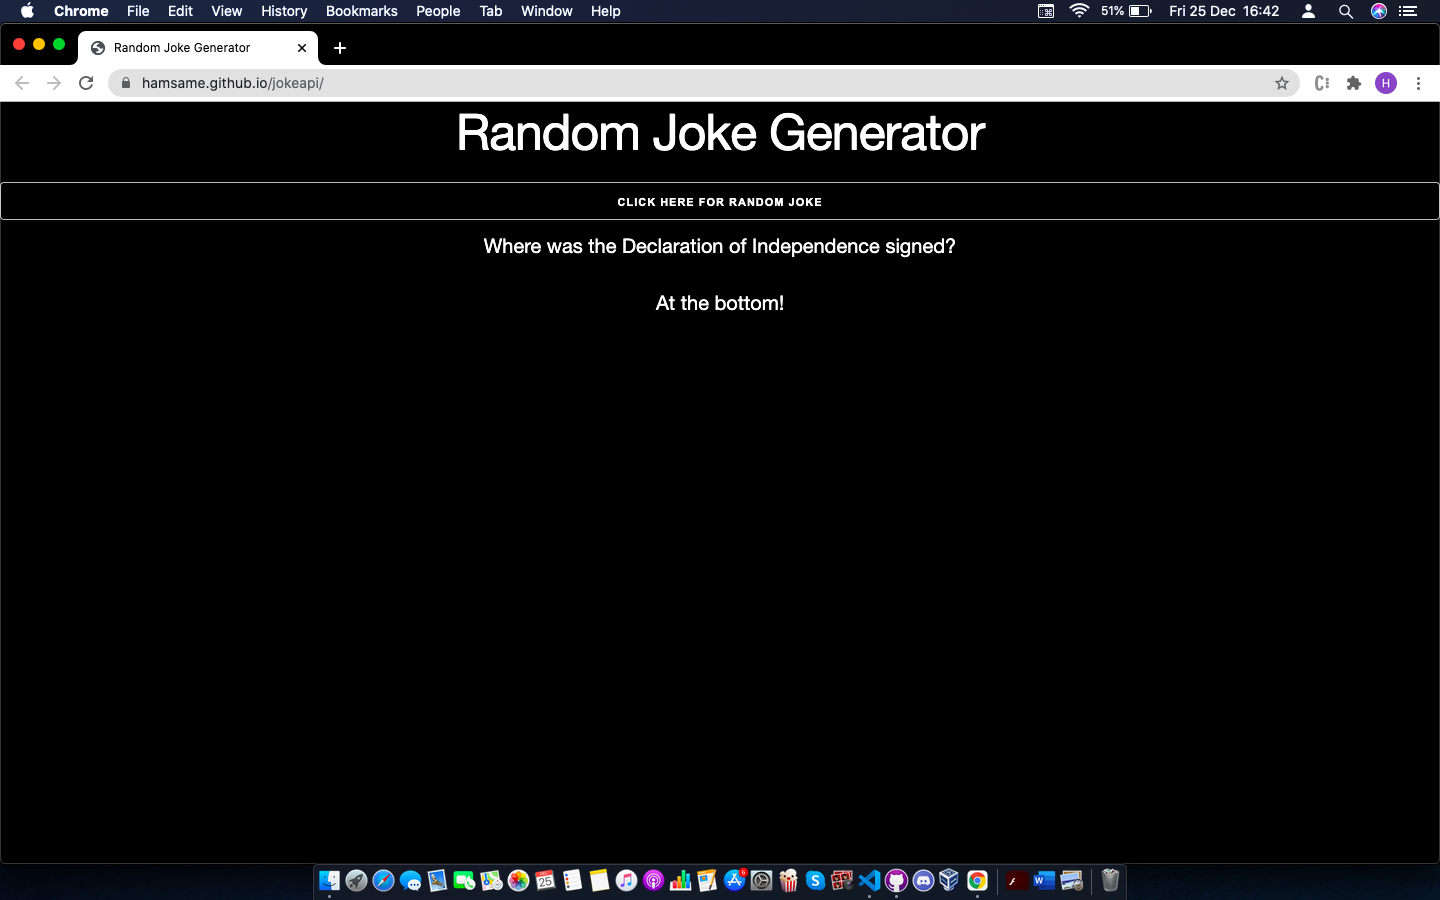 Chrome File Edit View History Bookmarks People Tab Window Help 51% Fri 25 Dec 16:42
Random Joke Generator
hamsame.github.io/jokeapi/ H
Random Joke Generator
CLICK HERE FOR RANDOM JOKE
Where was the Declaration of Independence signed?
At the bottom!
25 6